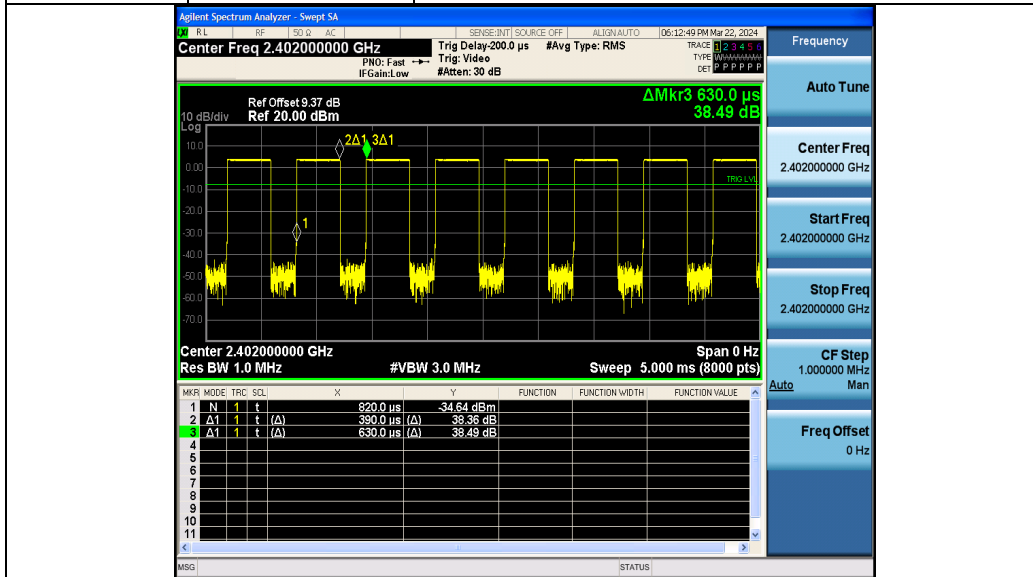 Agilent Spectrum Analyzer - Swept SA
RL RF 50 Ω AC SENSE:INT SOURCE OFF ALIGNAUTO 06:12:49 PM Mar 22, 2024
Center Freq 2.402000000 GHz
Trig Delay-200.0 µs #Avg Type: RMS
TRACE 1 2 3 4 5 6
PNO: Fast Trig: Video
TYPE
IFGain:Low #Atten: 30 dB
DET P P P P P P
Frequency
Auto Tune
Center Freq
2.402000000 GHz
Start Freq
2.402000000 GHz
Stop Freq
2.402000000 GHz
CF Step
1.000000 MHz
Auto Man
Freq Offset
0 Hz
ΔMkr3 630.0 µs
38.49 dB
Ref Offset 9.37 dB
10 dB/div Ref 20.00 dBm
Log
10.0
0.00
-10.0
-20.0
-30.0
-40.0
-50.0
-60.0
-70.0
2Δ1 3Δ1
TRIG LVL
1
Center 2.402000000 GHz Span 0 Hz
Res BW 1.0 MHz #VBW 3.0 MHz Sweep 5.000 ms (8000 pts)
MKR MODE TRC SCL X Y FUNCTION FUNCTION WIDTH FUNCTION VALUE
1 N 1 t 820.0 µs -34.64 dBm
2 Δ1 1 t (Δ) 390.0 µs (Δ) 38.36 dB
3 Δ1 1 t (Δ) 630.0 µs (Δ) 38.49 dB
4
5
6
7
8
9
10
11
MSG STATUS